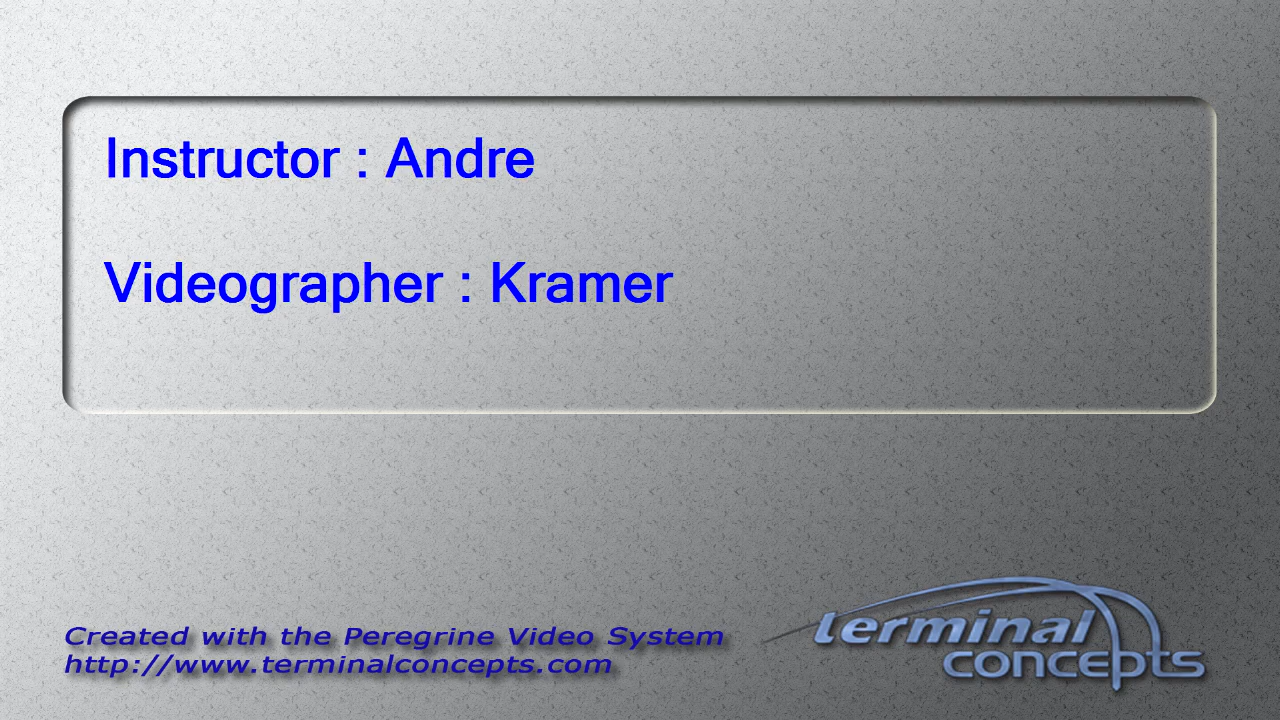 Instructor : Andre
Videographer : Kramer
Created with the Peregrine Video System
http://www.terminalconcepts.com
terminal
concepts